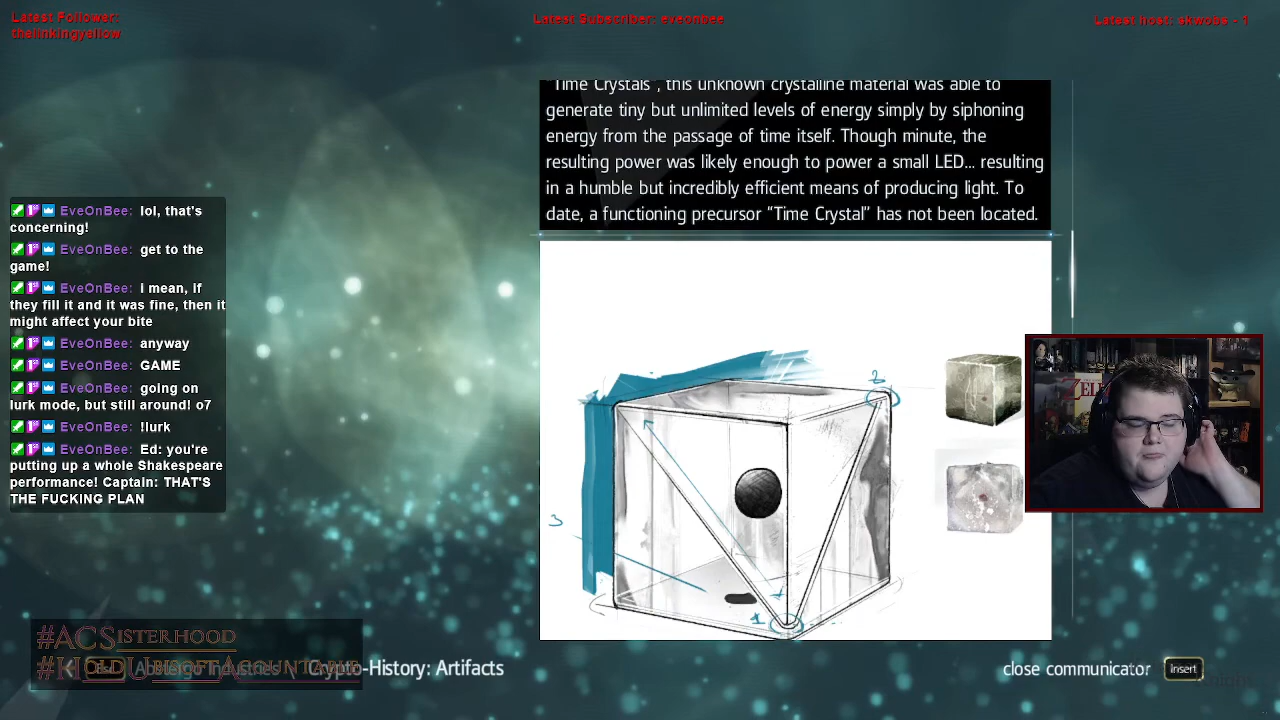 Latest Follower:
thelinkingyellow
Latest Subscriber: eveonbee
Latest host: skwobs - 1
"Time Crystals", this unknown crystalline material was able to
generate tiny but unlimited levels of energy simply by siphoning
energy from the passage of time itself. Though minute, the
resulting power was likely enough to power a small LED... resulting
in a humble but incredibly efficient means of producing light. To
date, a functioning precursor "Time Crystal" has not been located.
EveOnBee: lol, that's
concerning!
EveOnBee: get to the
game!
EveOnBee: I mean, If
they fill it and it was fine, then it
might affect your bite
EveOnBee: anyway
EveOnBee: GAME
EveOnBee: going on
lurk mode, but still around! o7
EveOnBee: !lurk
EveOnBee: Ed: you're
putting up a whole Shakespeare
performance! Captain: THAT'S
THE FUCKING PLAN
2
3
1
#ACSisterhood
#HoldUbisoftAccountable
Esc
Abstergo Industries \ Crypto-History: Artifacts
close communicator Insert